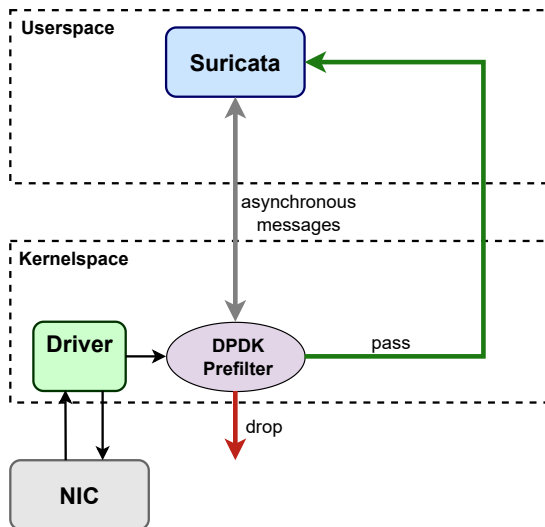 Userspace
Suricata
asynchronous
messages
Kernelspace
Driver
DPDK
Prefilter
pass
drop
NIC